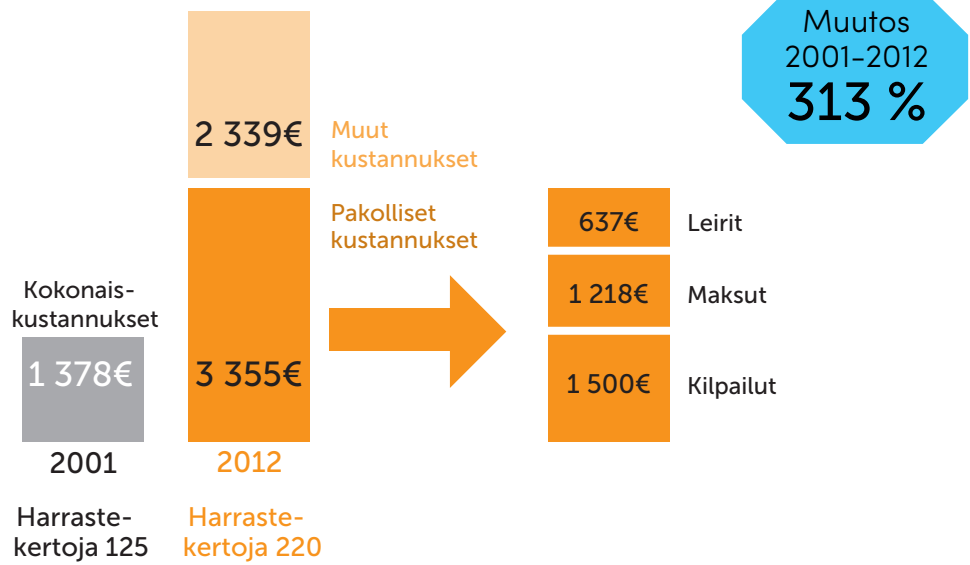 Muutos
2001–2012
313 %
2 339€
Muut
kustannukset
Pakolliset
kustannukset
3 355€
637€ Leirit
1 218€ Maksut
1 500€ Kilpailut
Kokonais-
kustannukset
1 378€
2001
2012
Harraste-
kertoja 125
Harraste-
kertoja 220